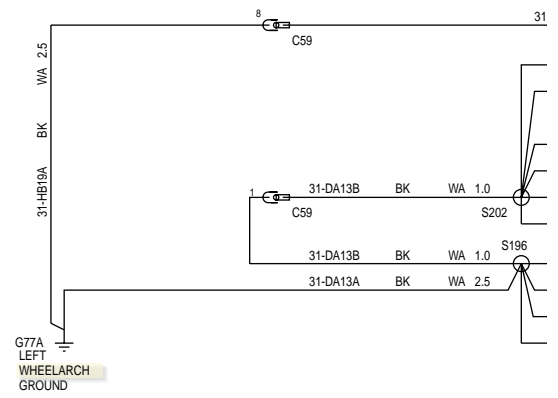 8
31
C59
31-HB19A BK WA 2.5
1
31-DA13B BK WA 1.0
C59
S202
S196
31-DA13B BK WA 1.0
31-DA13A BK WA 2.5
G77A
LEFT
WHEELARCH
GROUND